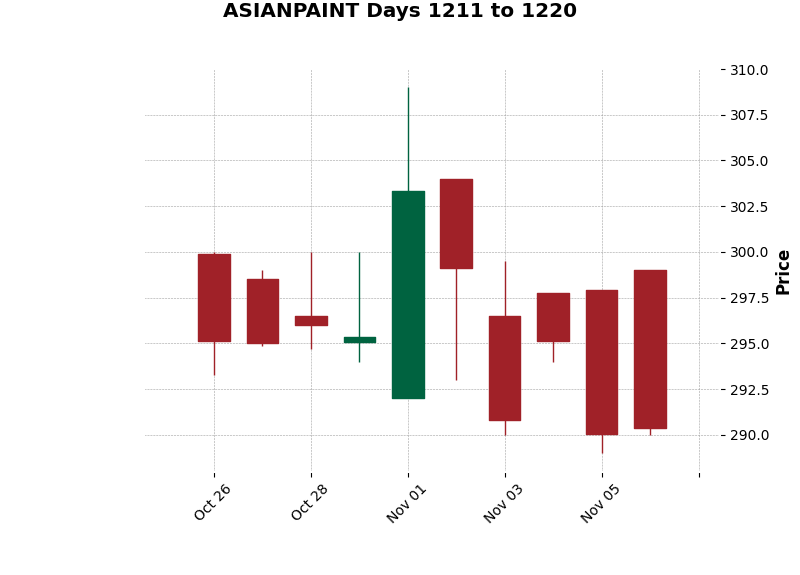 ASIANPAINT Days 1211 to 1220
310.0
307.5
305.0
302.5
300.0
297.5
295.0
292.5
290.0
Price
Oct 26
Oct 28
Nov 01
Nov 03
Nov 05